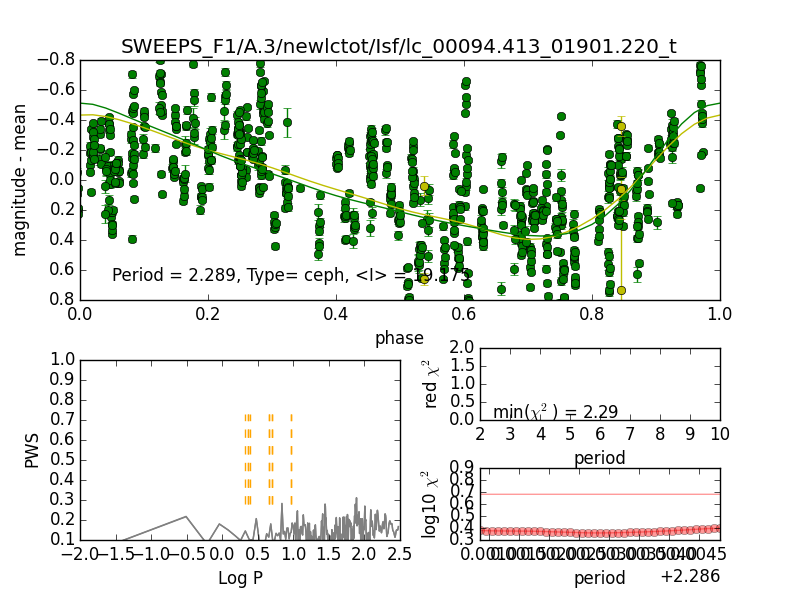 SWEEPS_F1/A.3/newlctot/Isf/lc_00094.413_01901.220_t
−0.8
−0.6
−0.4
−0.2
0.0
0.2
0.4
0.6
0.8
magnitude - mean
Period = 2.289, Type= ceph, <I> = 19.175
0.0 0.2 0.4 0.6 0.8 1.0
phase
1.0
0.9
0.8
0.7
0.6
0.5
0.4
0.3
0.2
0.1
PWS
−2.0 −1.5 −1.0 −0.5 0.0 0.5 1.0 1.5 2.0 2.5
Log P
2.0
1.5
1.0
0.5
0.0
red χ²
min(χ²) = 2.29
2 3 4 5 6 7 8 9 10
period
0.9
0.8
0.7
0.6
0.5
0.4
0.3
log10 χ²
period
+2.286